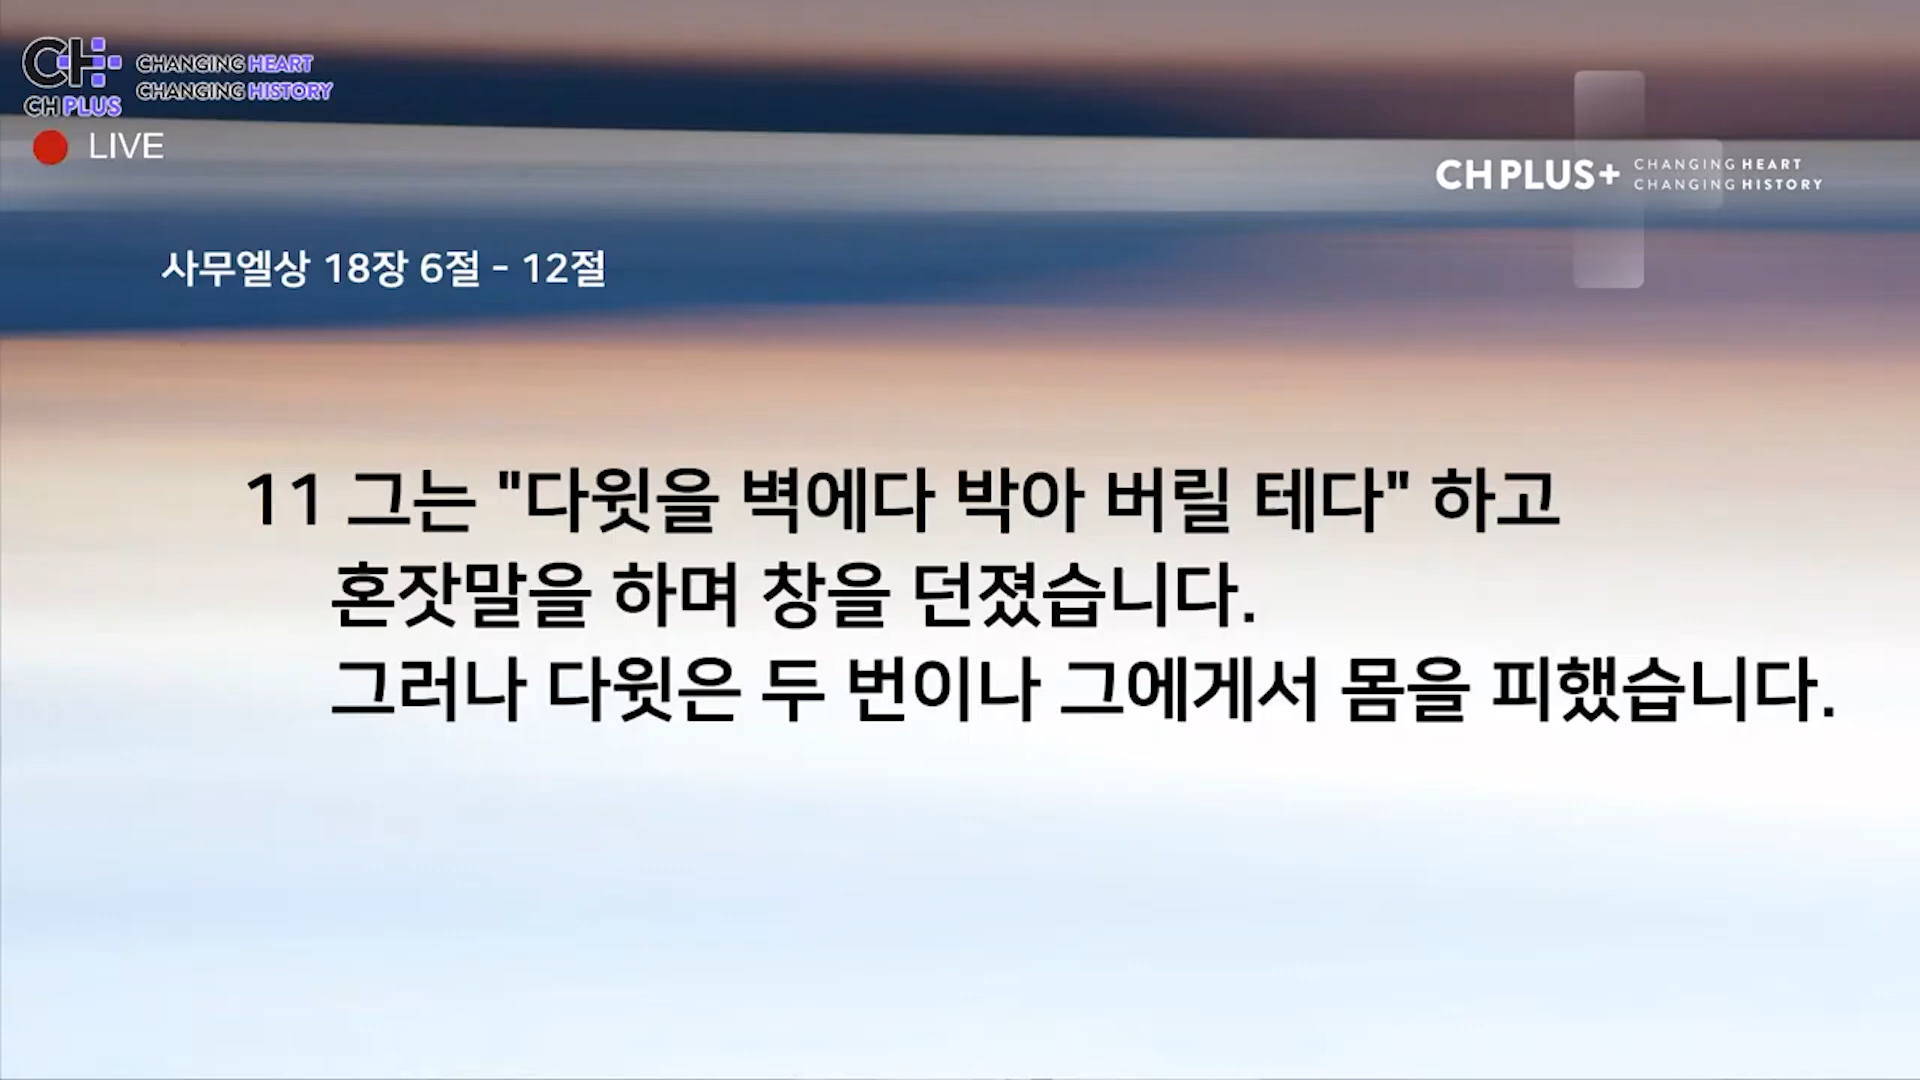 CH
CH PLUS
CHANGING HEART
CHANGING HISTORY
LIVE
CHPLUS+
CHANGING HEART
CHANGING HISTORY
사무엘상 18장 6절 - 12절
11 그는 "다윗을 벽에다 박아 버릴 테다" 하고
혼잣말을 하며 창을 던졌습니다.
그러나 다윗은 두 번이나 그에게서 몸을 피했습니다.